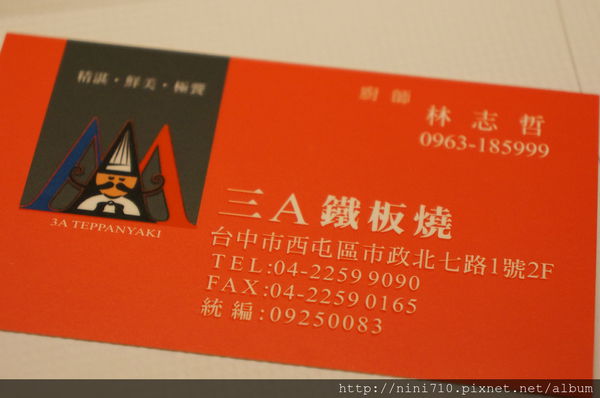 精湛·鮮美·極饗
3A TEPPANYAKI
廚師
林志哲
0963-185999
三A鐵板燒
台中市西屯區市政北七路1號2F
TEL:04-2259 9090
FAX:04-2259 0165
統編:09250083
http://nini710.pixnet.net/album